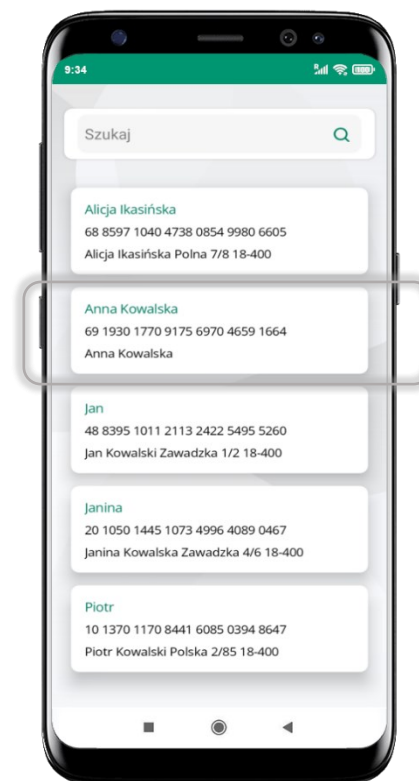 9:34
R
100
Szukaj
Alicja Ikasińska
68 8597 1040 4738 0854 9980 6605
Alicja Ikasińska Polna 7/8 18-400
Anna Kowalska
69 1930 1770 9175 6970 4659 1664
Anna Kowalska
Jan
48 8395 1011 2113 2422 5495 5260
Jan Kowalski Zawadzka 1/2 18-400
Janina
20 1050 1445 1073 4996 4089 0467
Janina Kowalska Zawadzka 4/6 18-400
Piotr
10 1370 1170 8441 6085 0394 8647
Piotr Kowalski Polska 2/85 18-400